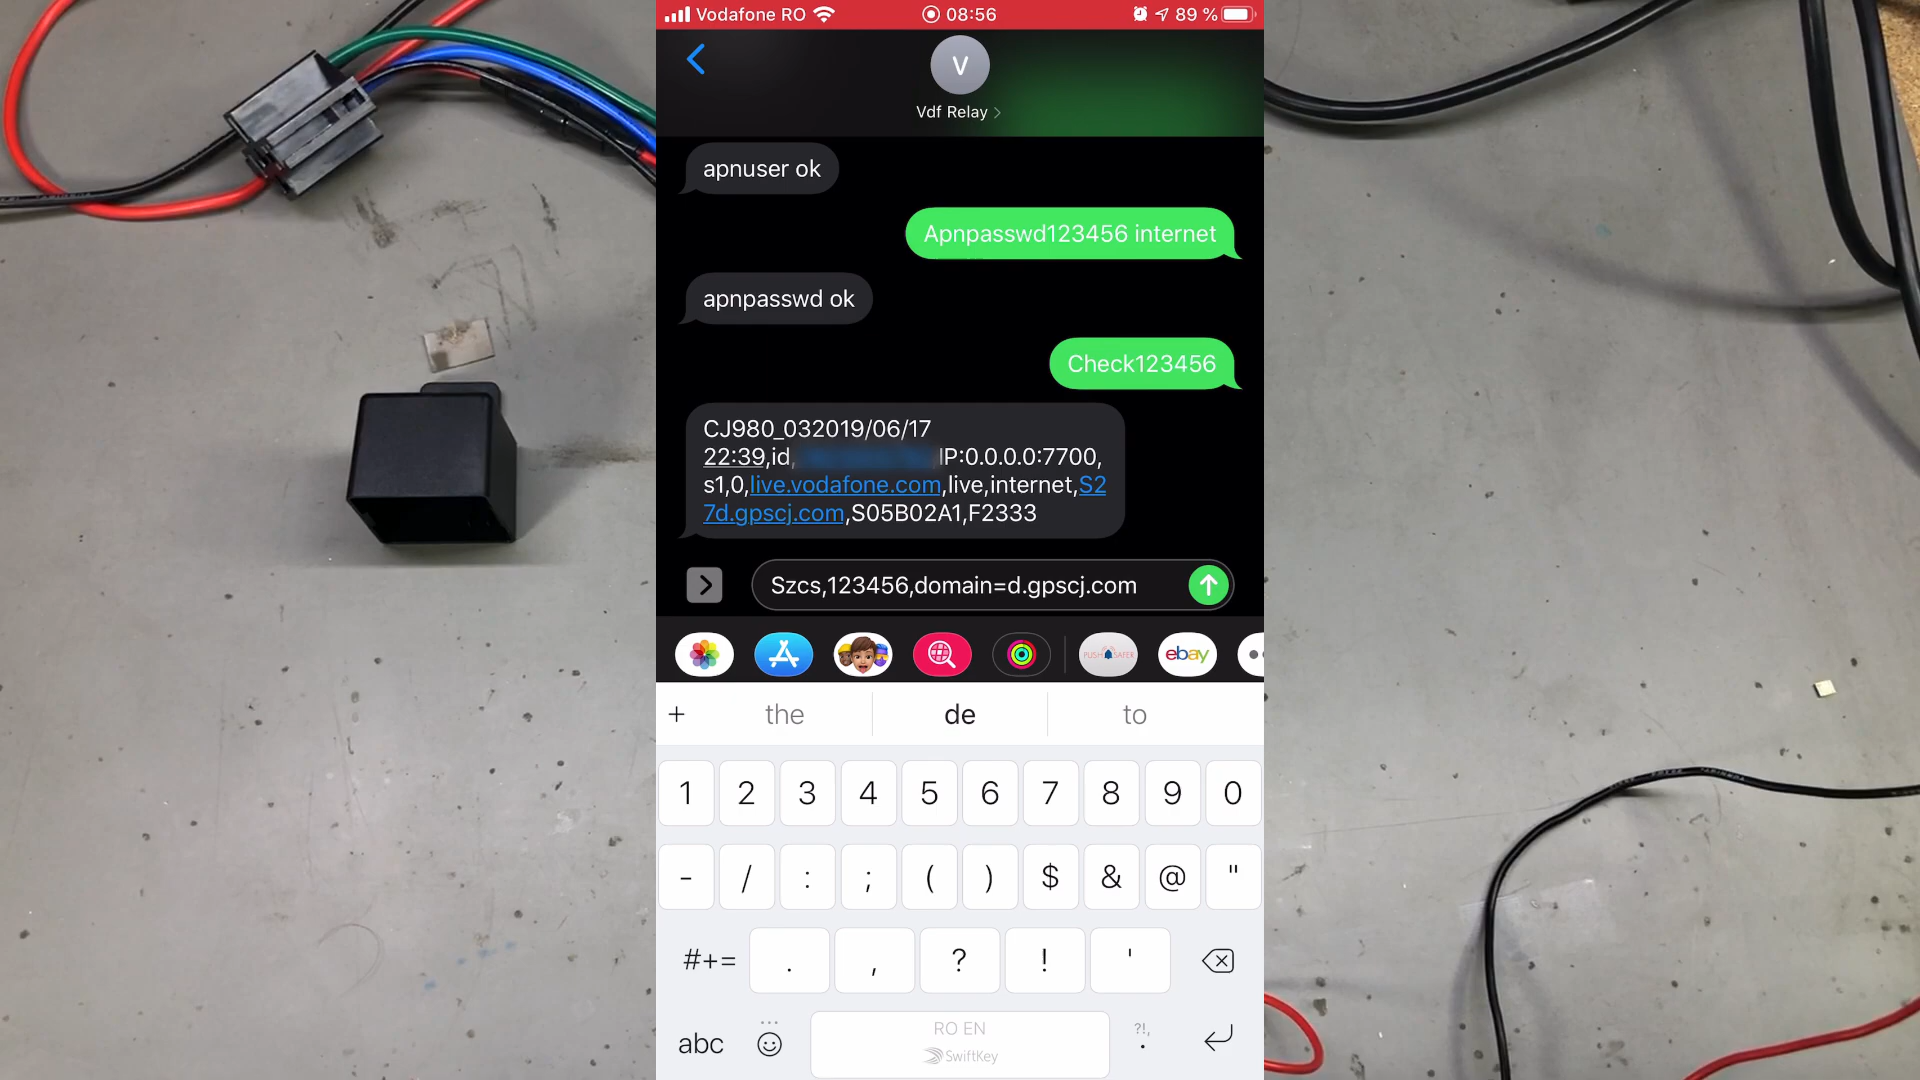 Vodafone RO
08:56
89 %
V
Vdf Relay
apnuser ok
Apnpasswd123456 internet
apnpasswd ok
Check123456
CJ980_032019/06/17
22:39,id, IP:0.0.0.0:7700,
s1,0,live.vodafone.com,live,internet,S2
7d.gpscj.com,S05B02A1,F2333
Szcs,123456,domain=d.gpscj.com
PUSH SAFER
ebay
+ the de to
1 2 3 4 5 6 7 8 9 0
- / : ; ( ) $ & @ "
#+= . , ? ! '
abc RO EN ?!, .
SwiftKey